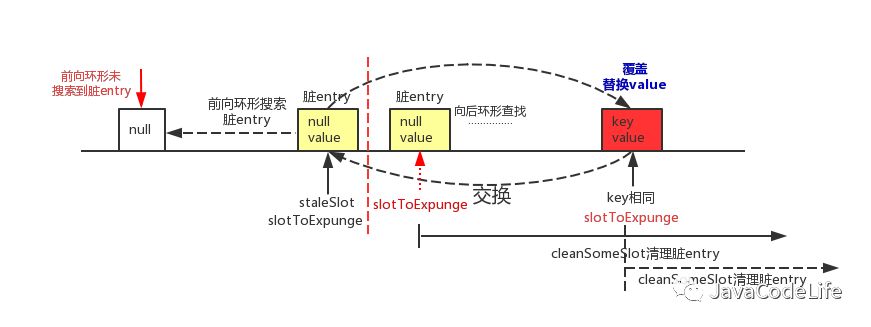 前向环形未
搜索到脏entry
null
前向环形搜索
脏entry
脏entry
null
value
脏entry
null
value
向后环形查找
覆盖
替换value
key
value
交换
staleSlot
slotToExpunge
slotToExpunge
key相同
slotToExpunge
cleanSomeSlot清理脏entry
cleanSomeSlot清理脏entry
JavaCodeLife